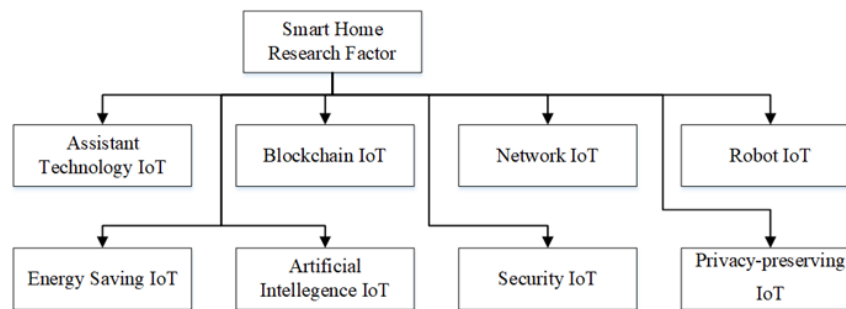 Smart Home
Research Factor
Assistant
Technology IoT
Blockchain IoT
Network IoT
Robot IoT
Energy Saving IoT
Artificial
Intellegence IoT
Security IoT
Privacy-preserving
IoT